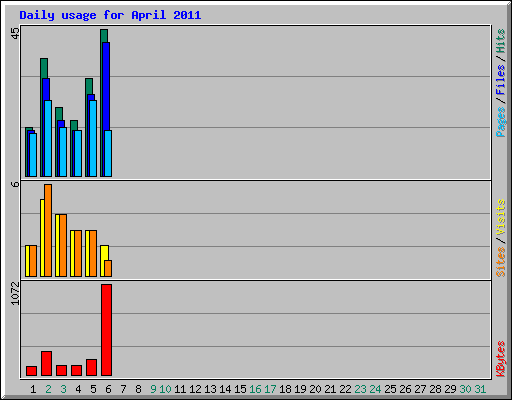 Daily usage for April 2011
45
Pages / Files / Hits
6
Sites / Visits
1072
KBytes
1 2 3 4 5 6 7 8 9 10 11 12 13 14 15 16 17 18 19 20 21 22 23 24 25 26 27 28 29 30 31